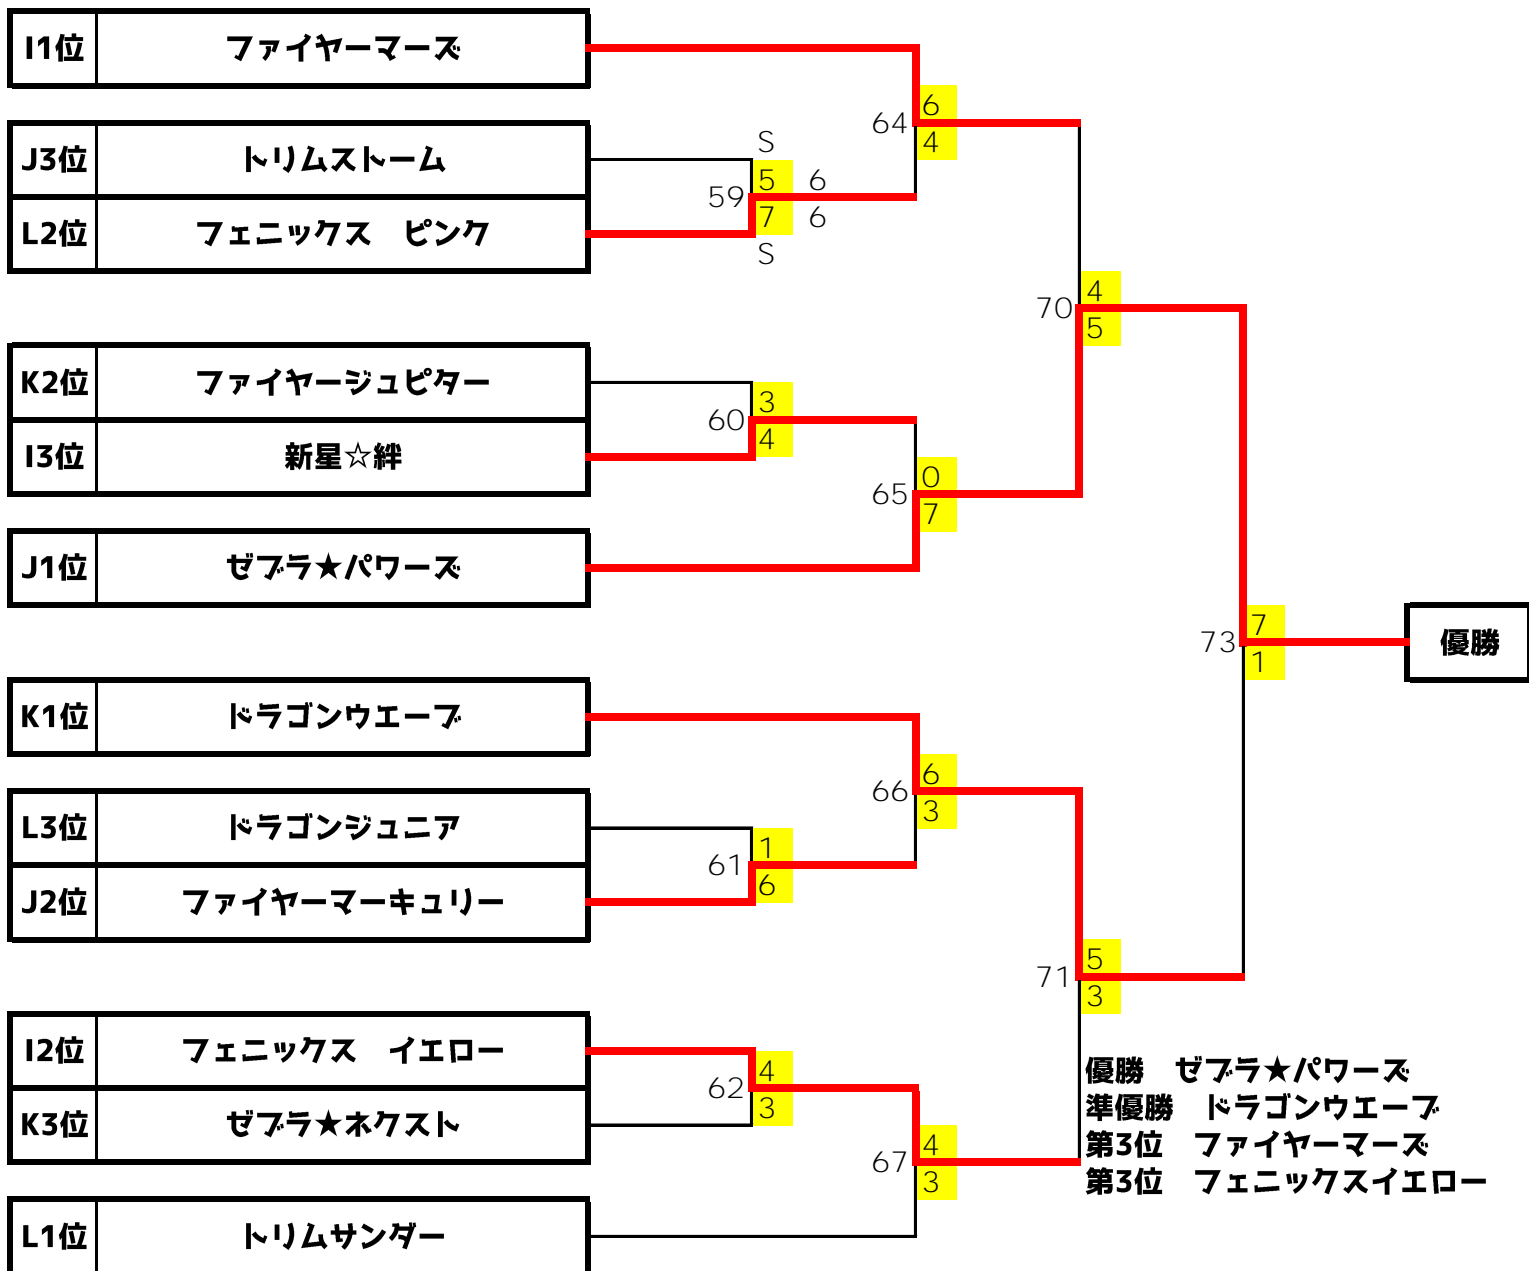 I1位 ファイヤーマーズ
6
64
4
J3位 トリムストーム
S
5 6
59
7 6
S
L2位 フェニックス　ピンク
4
70
5
K2位 ファイヤージュピター
3
60
4
I3位 新星☆絆
0
65
7
J1位 ゼブラ★パワーズ
7
73
1
優勝
K1位 ドラゴンウエーブ
6
66
3
L3位 ドラゴンジュニア
1
61
6
J2位 ファイヤーマーキュリー
5
71
3
I2位 フェニックス　イエロー
4
62
3
K3位 ゼブラ★ネクスト
4
67
3
L1位 トリムサンダー
優勝　ゼブラ★パワーズ
準優勝　ドラゴンウエーブ
第3位　ファイヤーマーズ
第3位　フェニックスイエロー